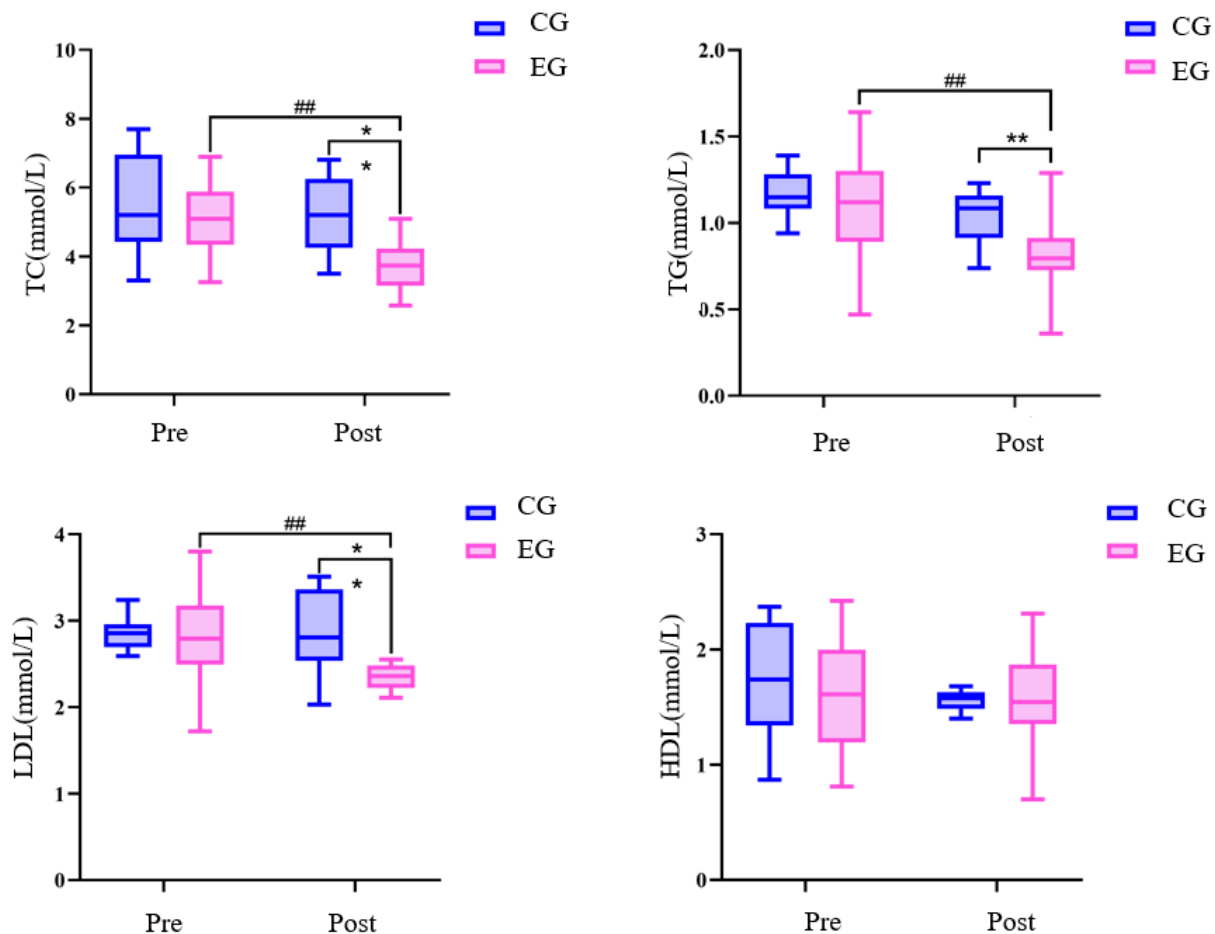 CG
EG
10
8
6
4
2
0
TC(mmol/L)
##
*
*
Pre
Post
CG
EG
2.0
1.5
1.0
0.5
0.0
TG(mmol/L)
##
**
Pre
Post
CG
EG
4
3
2
1
0
LDL(mmol/L)
##
*
*
Pre
Post
CG
EG
3
2
1
0
HDL(mmol/L)
Pre
Post